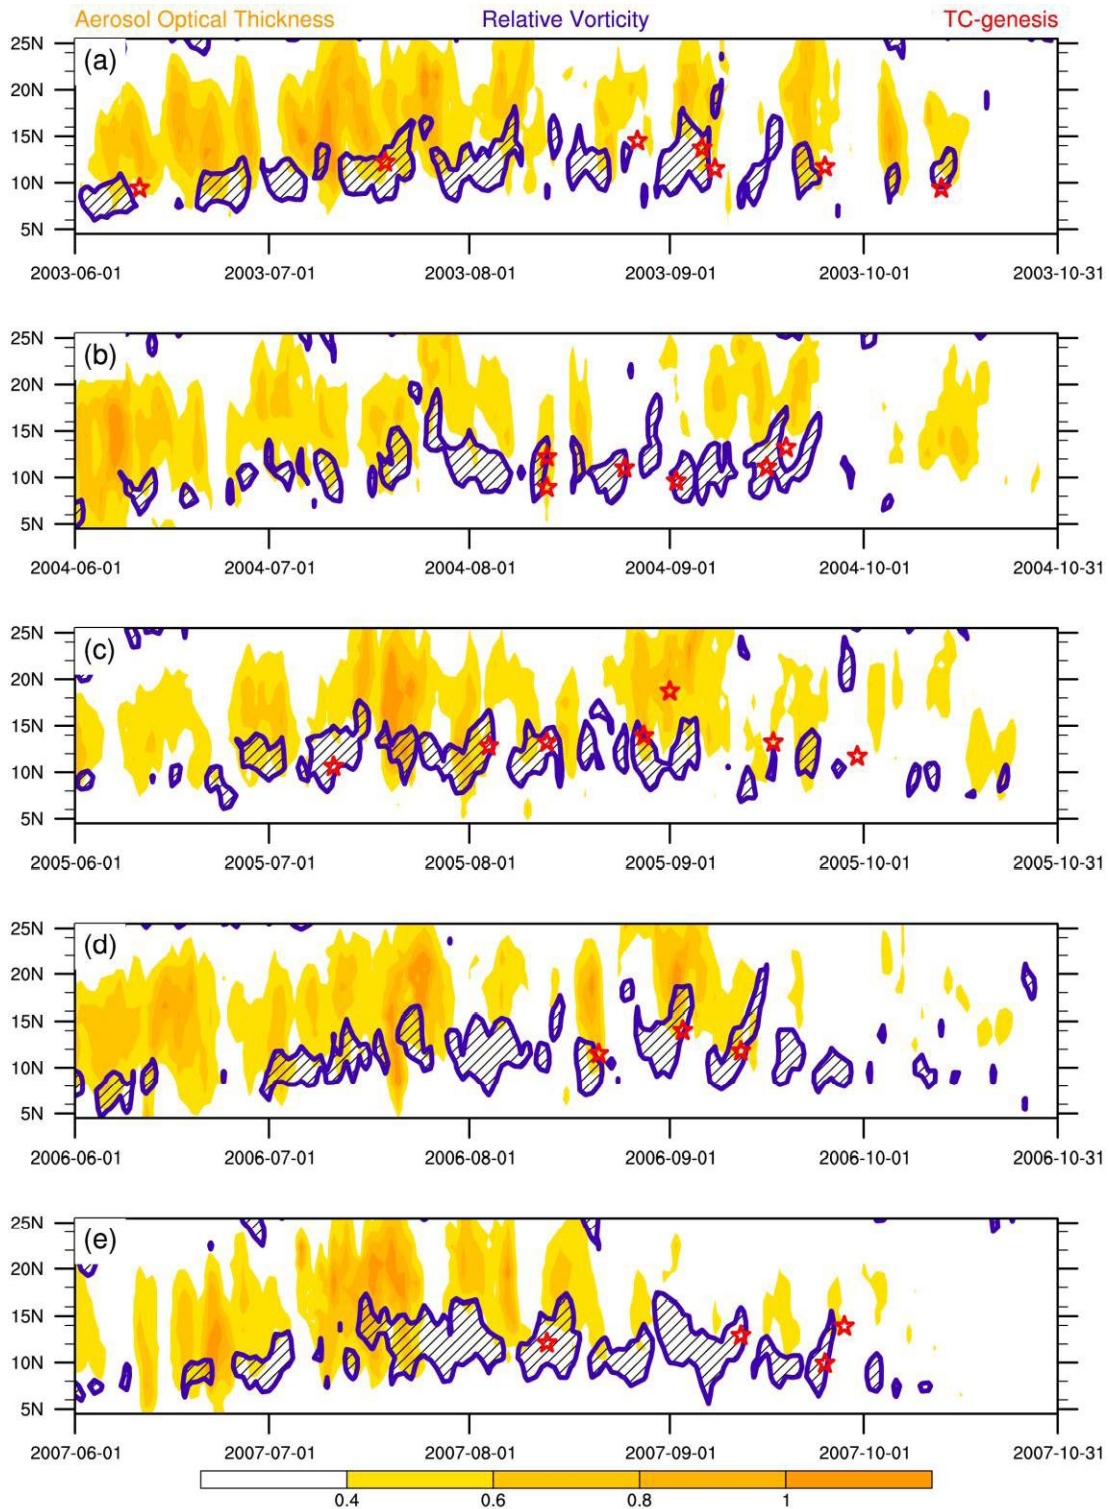 Aerosol Optical Thickness Relative Vorticity TC-genesis
(a)
25N
20N
15N
10N
5N
2003-06-01 2003-07-01 2003-08-01 2003-09-01 2003-10-01 2003-10-31
(b)
25N
20N
15N
10N
5N
2004-06-01 2004-07-01 2004-08-01 2004-09-01 2004-10-01 2004-10-31
(c)
25N
20N
15N
10N
5N
2005-06-01 2005-07-01 2005-08-01 2005-09-01 2005-10-01 2005-10-31
(d)
25N
20N
15N
10N
5N
2006-06-01 2006-07-01 2006-08-01 2006-09-01 2006-10-01 2006-10-31
(e)
25N
20N
15N
10N
5N
2007-06-01 2007-07-01 2007-08-01 2007-09-01 2007-10-01 2007-10-31
0.4 0.6 0.8 1